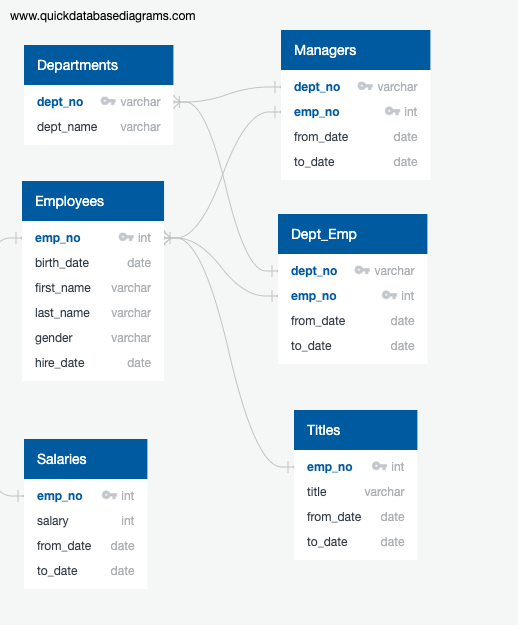 www.quickdatabasediagrams.com
Departments
dept_no varchar
dept_name varchar
Managers
dept_no varchar
emp_no int
from_date date
to_date date
Employees
emp_no int
birth_date date
first_name varchar
last_name varchar
gender varchar
hire_date date
Dept_Emp
dept_no varchar
emp_no int
from_date date
to_date date
Salaries
emp_no int
salary int
from_date date
to_date date
Titles
emp_no int
title varchar
from_date date
to_date date